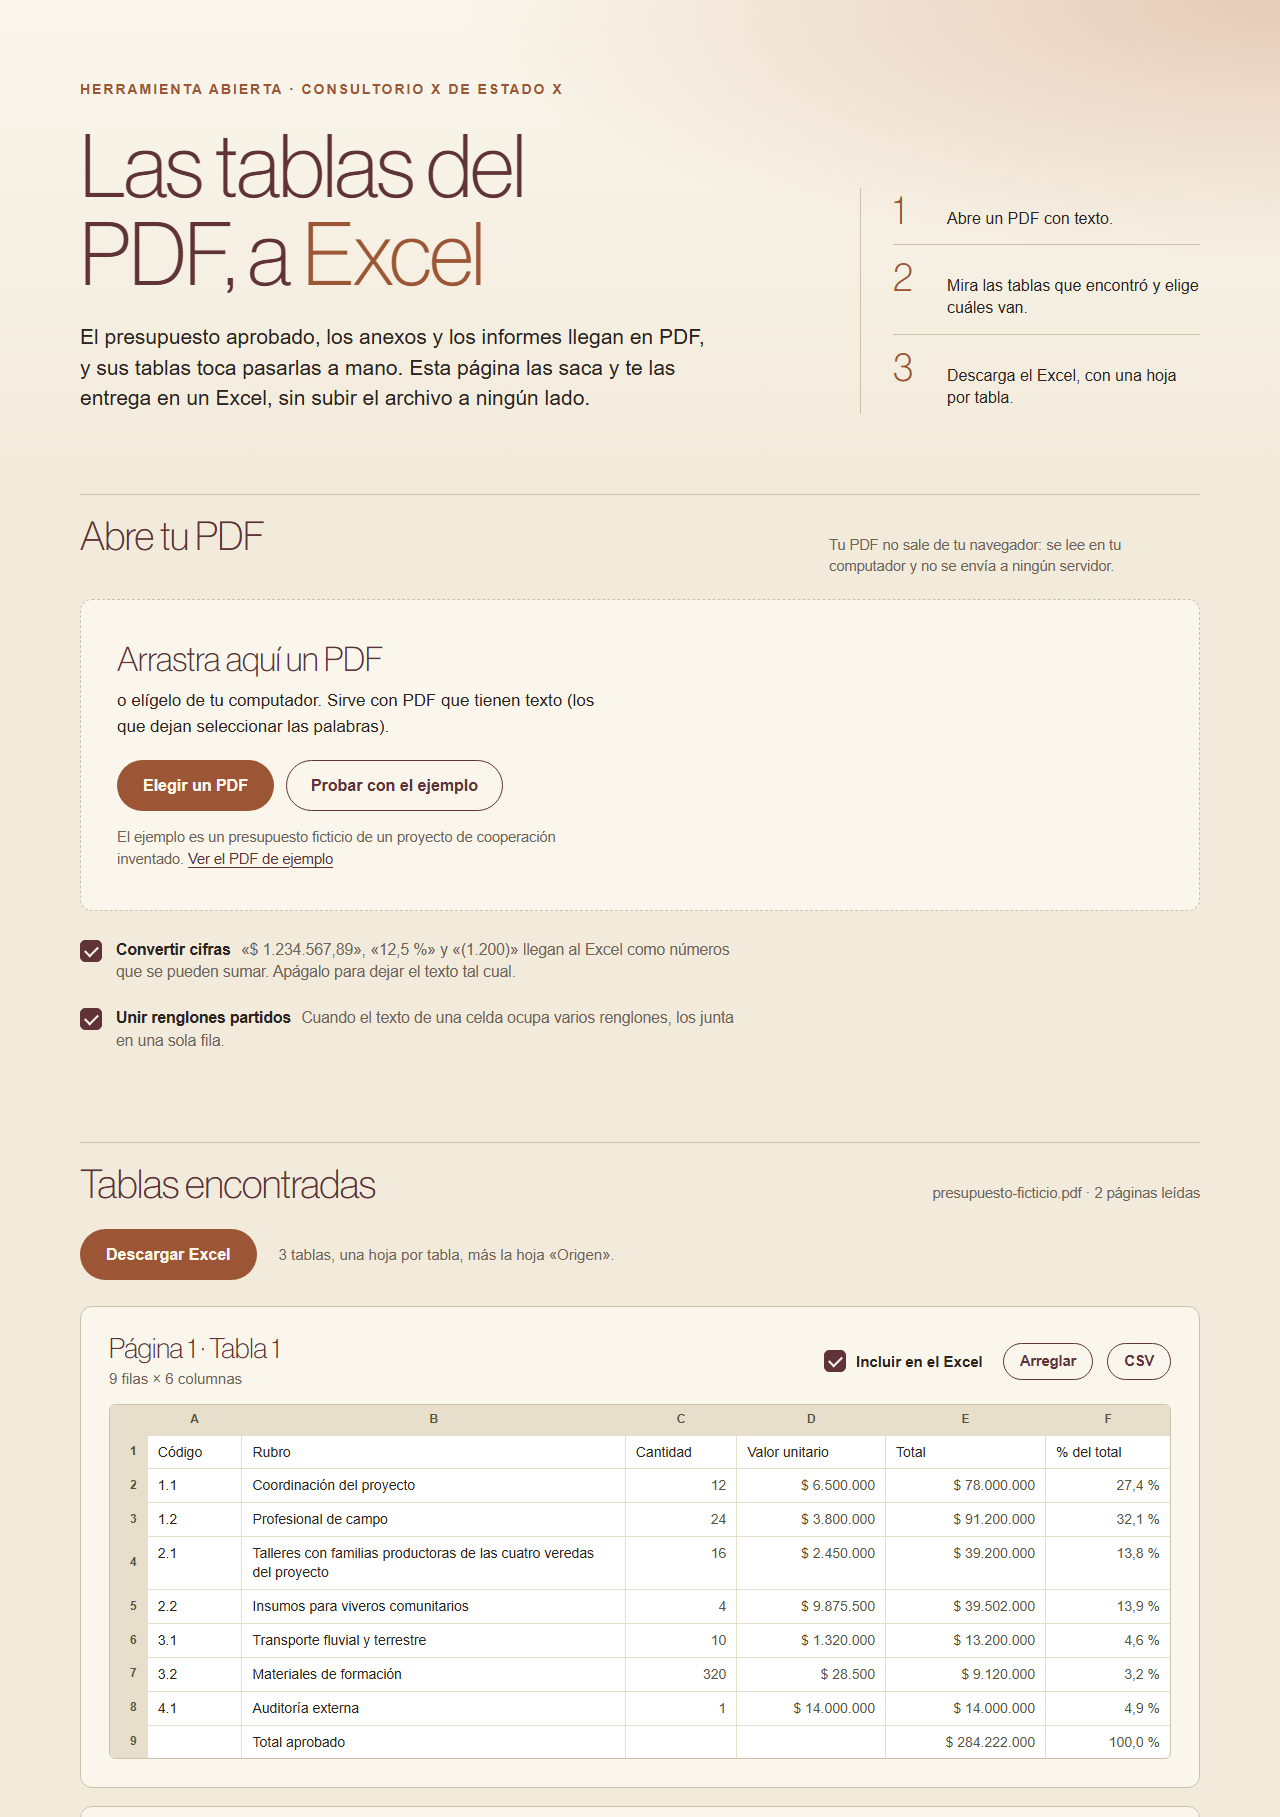 HERRAMIENTA ABIERTA · CONSULTORIO X DE ESTADO X
Las tablas del
PDF, a Excel
El presupuesto aprobado, los anexos y los informes llegan en PDF,
y sus tablas toca pasarlas a mano. Esta página las saca y te las
entrega en un Excel, sin subir el archivo a ningún lado.
1 Abre un PDF con texto.
2 Mira las tablas que encontró y elige
cuáles van.
3 Descarga el Excel, con una hoja
por tabla.
Abre tu PDF
Tu PDF no sale de tu navegador: se lee en tu
computador y no se envía a ningún servidor.
Arrastra aquí un PDF
o elígelo de tu computador. Sirve con PDF que tienen texto (los
que dejan seleccionar las palabras).
Elegir un PDF Probar con el ejemplo
El ejemplo es un presupuesto ficticio de un proyecto de cooperación
inventado. Ver el PDF de ejemplo
Convertir cifras «$ 1.234.567,89», «12,5 %» y «(1.200)» llegan al Excel como números
que se pueden sumar. Apágalo para dejar el texto tal cual.
Unir renglones partidos Cuando el texto de una celda ocupa varios renglones, los junta
en una sola fila.
Tablas encontradas
presupuesto-ficticio.pdf · 2 páginas leídas
Descargar Excel 3 tablas, una hoja por tabla, más la hoja «Origen».
Página 1 · Tabla 1
9 filas × 6 columnas
Incluir en el Excel Arreglar CSV
A B C D E F
1 Código Rubro Cantidad Valor unitario Total % del total
2 1.1 Coordinación del proyecto 12 $ 6.500.000 $ 78.000.000 27,4 %
3 1.2 Profesional de campo 24 $ 3.800.000 $ 91.200.000 32,1 %
4 2.1 Talleres con familias productoras de las cuatro veredas 16 $ 2.450.000 $ 39.200.000 13,8 %
del proyecto
5 2.2 Insumos para viveros comunitarios 4 $ 9.875.500 $ 39.502.000 13,9 %
6 3.1 Transporte fluvial y terrestre 10 $ 1.320.000 $ 13.200.000 4,6 %
7 3.2 Materiales de formación 320 $ 28.500 $ 9.120.000 3,2 %
8 4.1 Auditoría externa 1 $ 14.000.000 $ 14.000.000 4,9 %
9 Total aprobado $ 284.222.000 100,0 %